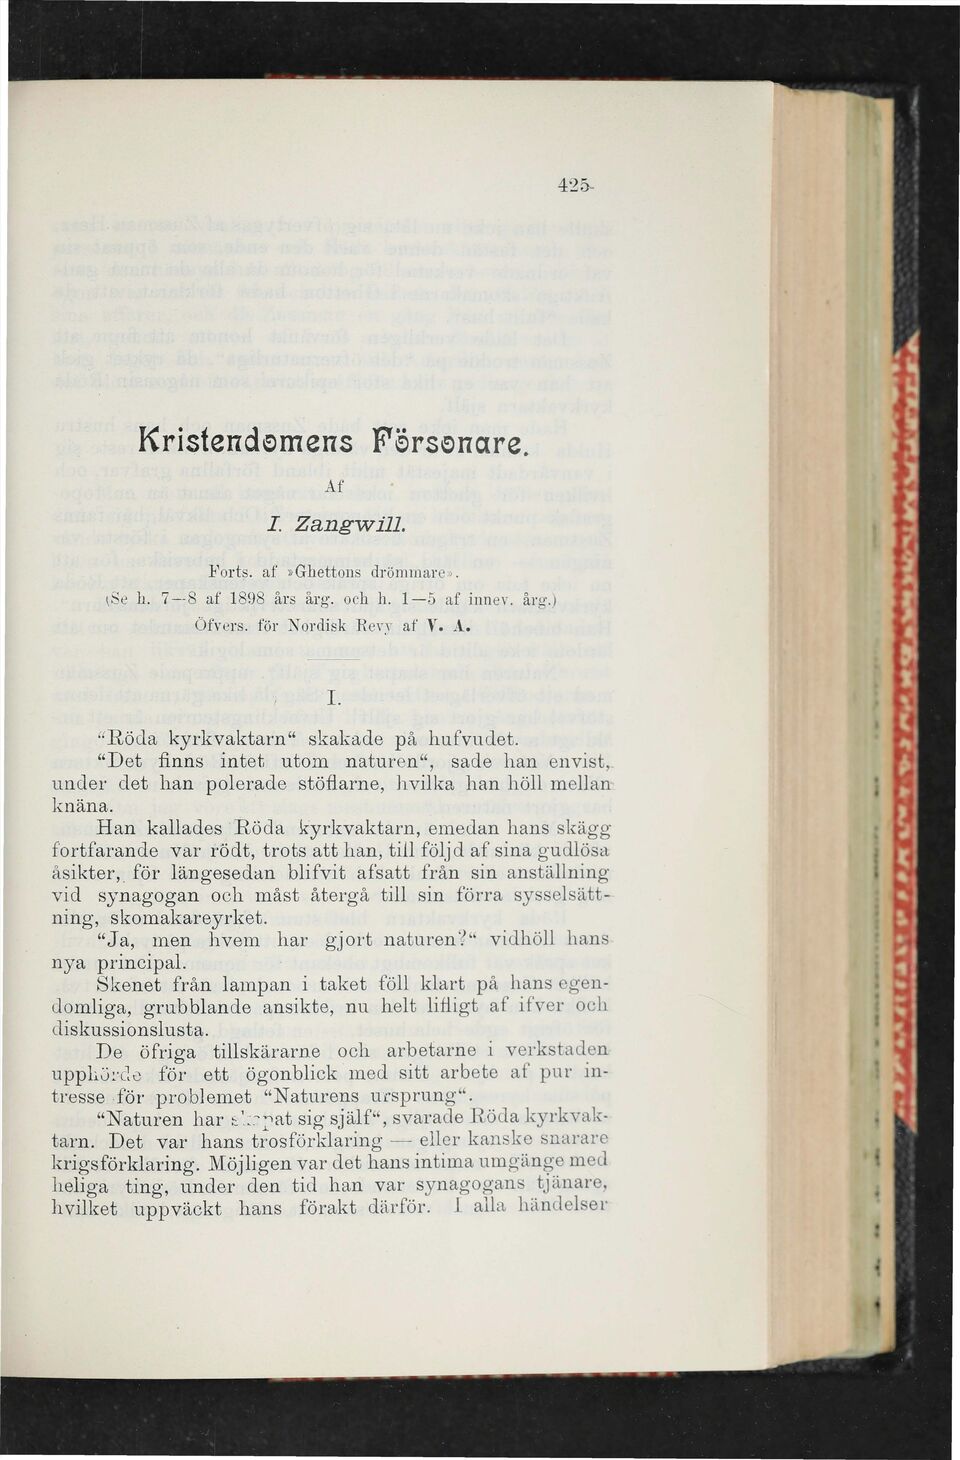 425
Kristendomens Försonare.
Af
I. Zangwill.
Forts. af »Ghettons drömmare».
(Se h. 7—8 af 1898 års årg. och h. 1—5 af innev. årg.)
Öfvers. för Nordisk Revy af V. A.
I.
“Röda kyrkvaktarn“ skakade på hufvudet.
“Det finns intet utom naturen“, sade han envist,
under det han polerade stöflarne, hvilka han höll mellan
knäna.
Han kallades Röda kyrkvaktarn, emedan hans skägg
fortfarande var rödt, trots att han, till följd af sina gudlösa
åsikter, för längesedan blifvit afsatt från sin anställning
vid synagogan och måst återgå till sin förra sysselsätt-
ning, skomakareyrket.
“Ja, men hvem har gjort naturen?“ vidhöll hans
nya principal.
Skenet från lampan i taket föll klart på hans egen-
domliga, grubblande ansikte, nu helt lifligt af ifver och
diskussionslusta.
De öfriga tillskärarne och arbetarne i verkstaden
upphörde för ett ögonblick med sitt arbete af pur in-
tresse för problemet “Naturens ursprung“.
“Naturen har skapat sig själf“, svarade Röda kyrkvak-
tarn. Det var hans trosförklaring — eller kanske snarare
krigsförklaring. Möjligen var det hans intima umgänge med
heliga ting, under den tid han var synagogans tjänare,
hvilket uppväckt hans förakt därför. I alla händelser